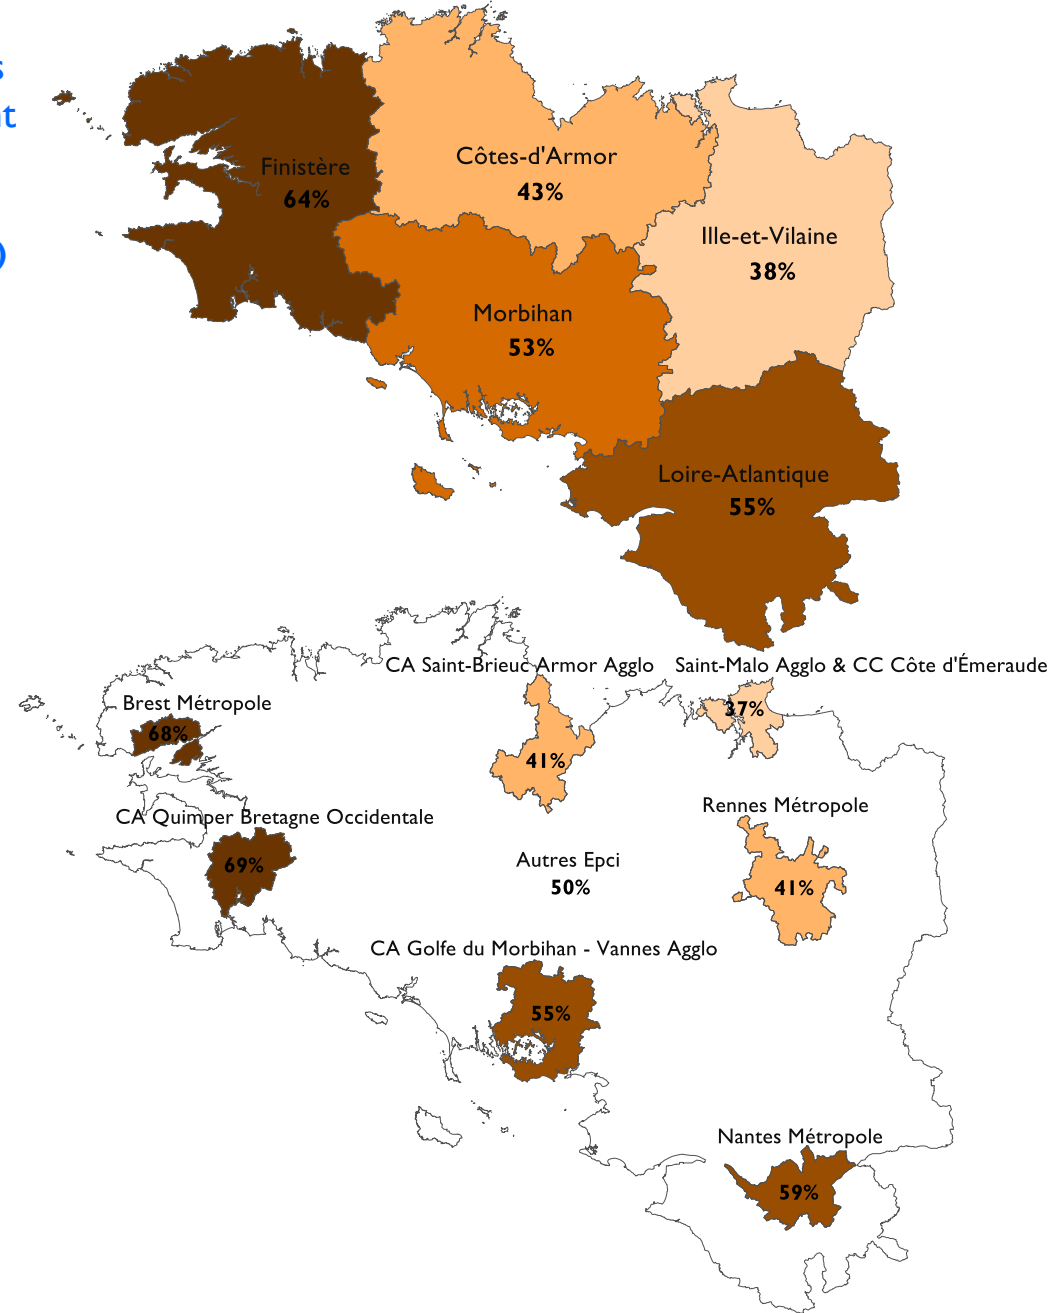 Finistère
64%
Côtes-d'Armor
43%
Ille-et-Vilaine
38%
Morbihan
53%
Loire-Atlantique
55%
CA Saint-Brieuc Armor Agglo
Saint-Malo Agglo & CC Côte d'Émeraude
37%
Brest Métropole
68%
41%
CA Quimper Bretagne Occidentale
69%
Rennes Métropole
41%
Autres Epci
50%
CA Golfe du Morbihan - Vannes Agglo
55%
Nantes Métropole
59%